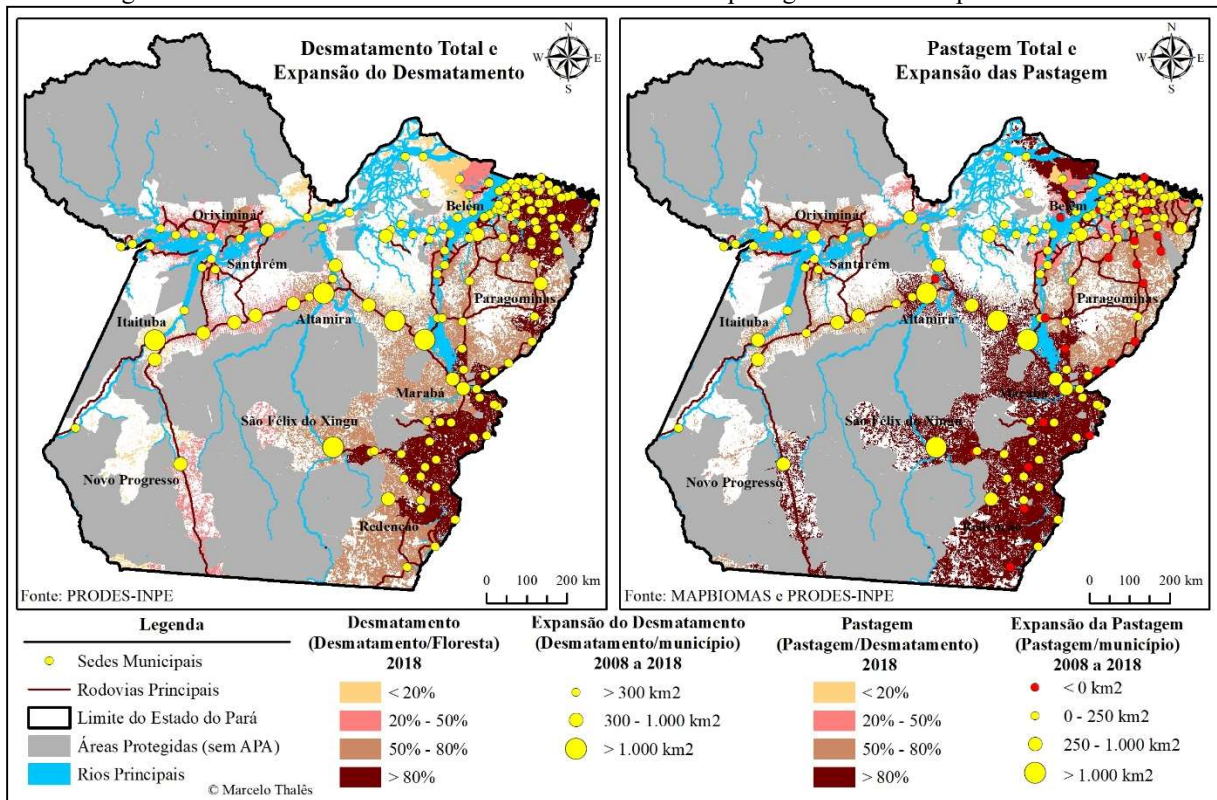 Desmatamento Total e
Expansão do Desmatamento
N
W
E
S
Oriximiná
Belém
Santarém
Paragominas
Itaituba
Altamira
Marabá
São Félix do Xingu
Novo Progresso
Redenção
0 100 200 km
Fonte: PRODES-INPE
Pastagem Total e
Expansão das Pastagem
N
W
E
S
Oriximiná
Belém
Santarém
Paragominas
Itaituba
Altamira
Marabá
São Félix do Xingu
Novo Progresso
Redenção
0 100 200 km
Fonte: MAPBIOMAS e PRODES-INPE
Legenda
Sedes Municipais
Rodovias Principais
Limite do Estado do Pará
Áreas Protegidas (sem APA)
Rios Principais
© Marcelo Thalês
Desmatamento
(Desmatamento/Floresta)
2018
< 20%
20% - 50%
50% - 80%
> 80%
Expansão do Desmatamento
(Desmatamento/município)
2008 a 2018
> 300 km2
300 - 1.000 km2
> 1.000 km2
Pastagem
(Pastagem/Desmatamento)
2018
< 20%
20% - 50%
50% - 80%
> 80%
Expansão da Pastagem
(Pastagem/município)
2008 a 2018
< 0 km2
0 - 250 km2
250 - 1.000 km2
> 1.000 km2